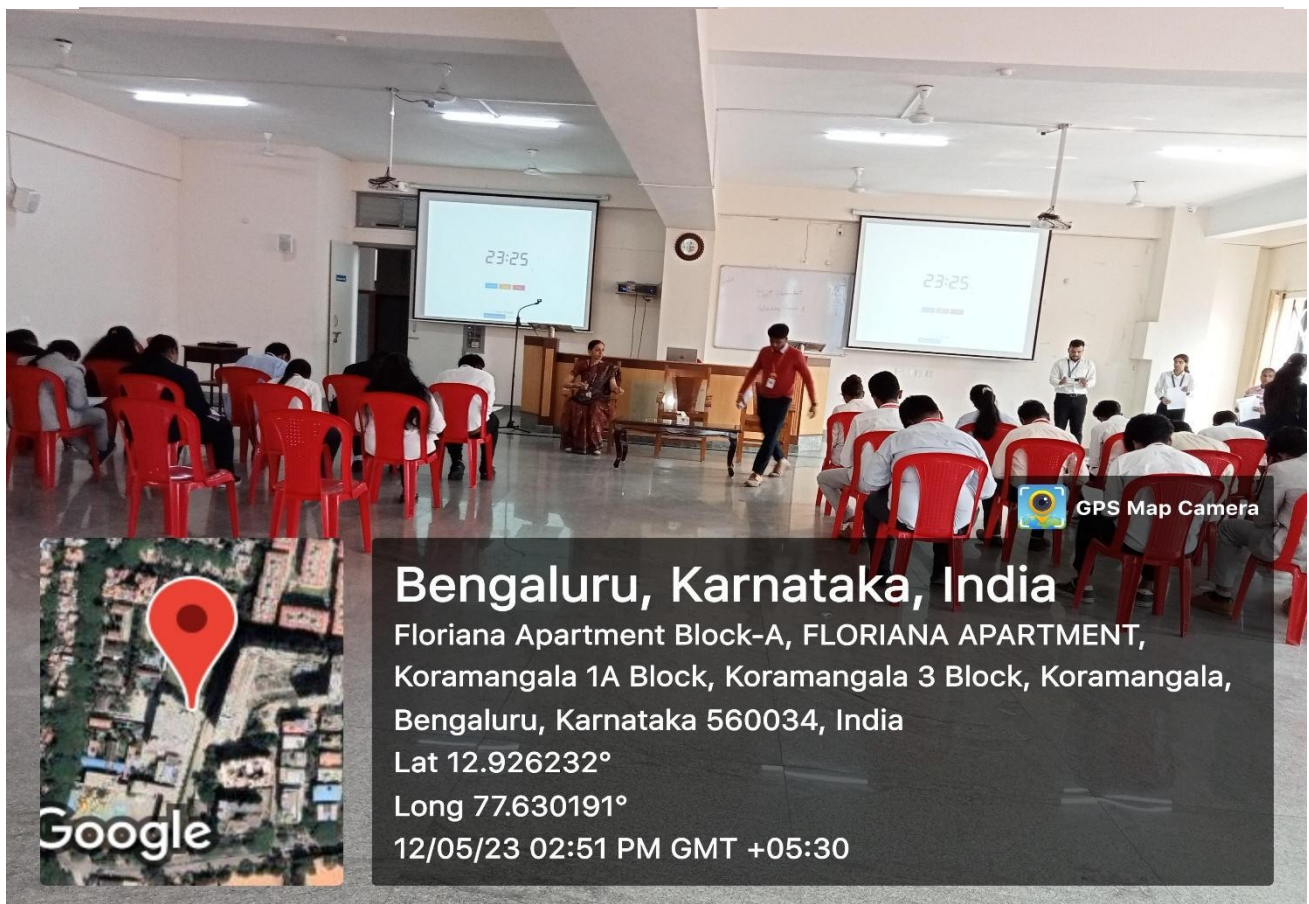 23:25
23:25
GPS Map Camera
Bengaluru, Karnataka, India
Floriana Apartment Block-A, FLORIANA APARTMENT,
Koramangala 1A Block, Koramangala 3 Block, Koramangala,
Bengaluru, Karnataka 560034, India
Lat 12.926232°
Long 77.630191°
12/05/23 02:51 PM GMT +05:30
Google